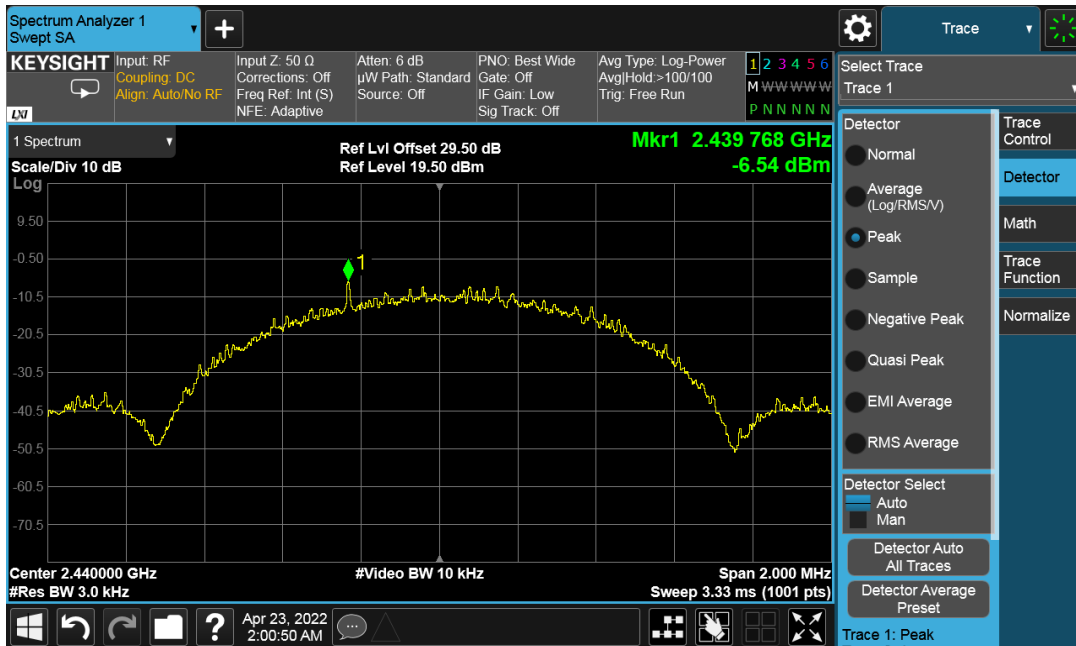 Spectrum Analyzer 1
Swept SA
+
Trace
KEYSIGHT
LXI
Input: RF
Coupling: DC
Align: Auto/No RF
Input Z: 50 Ω
Corrections: Off
Freq Ref: Int (S)
NFE: Adaptive
Atten: 6 dB
µW Path: Standard
Source: Off
PNO: Best Wide
Gate: Off
IF Gain: Low
Sig Track: Off
Avg Type: Log-Power
Avg|Hold:>100/100
Trig: Free Run
1 2 3 4 5 6
M W W W W W
P N N N N N
Select Trace
Trace 1
1 Spectrum
Scale/Div 10 dB
Log
Ref Lvl Offset 29.50 dB
Ref Level 19.50 dBm
Mkr1 2.439 768 GHz
-6.54 dBm
1
9.50
-0.50
-10.5
-20.5
-30.5
-40.5
-50.5
-60.5
-70.5
Center 2.440000 GHz
#Res BW 3.0 kHz
#Video BW 10 kHz
Span 2.000 MHz
Sweep 3.33 ms (1001 pts)
Detector
Normal
Average
(Log/RMS/V)
Peak
Sample
Negative Peak
Quasi Peak
EMI Average
RMS Average
Detector Select
Auto
Man
Detector Auto
All Traces
Detector Average
Preset
Trace 1: Peak
Trace
Control
Detector
Math
Trace
Function
Normalize
?
Apr 23, 2022
2:00:50 AM